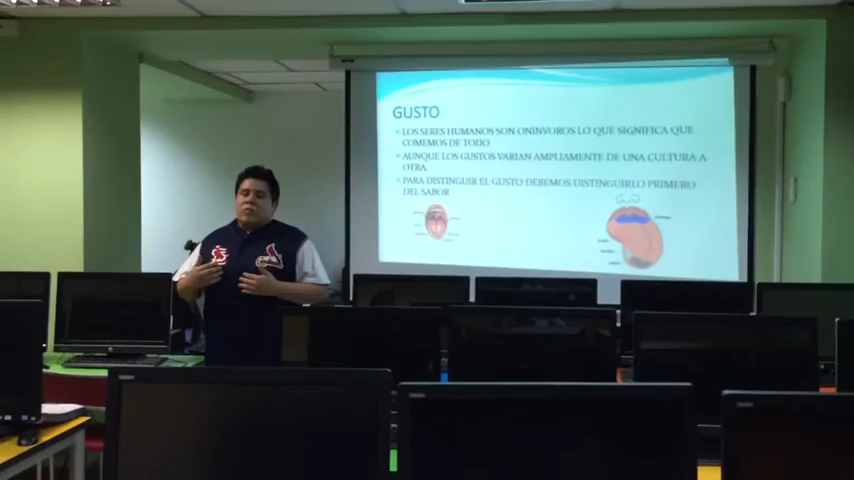 GUSTO
LOS SERES HUMANOS SON ONINVOROS LO QUE SIGNIFICA QUE
COMEMOS DE TODO
AUNQUE LOS GUSTOS VARIAN AMPLIAMENTE DE UNA CULTURA A
OTRA.
PARA DISTINGUIR EL GUSTO DEBEMOS DISTINGUIRLO PRIMERO
DEL SABOR